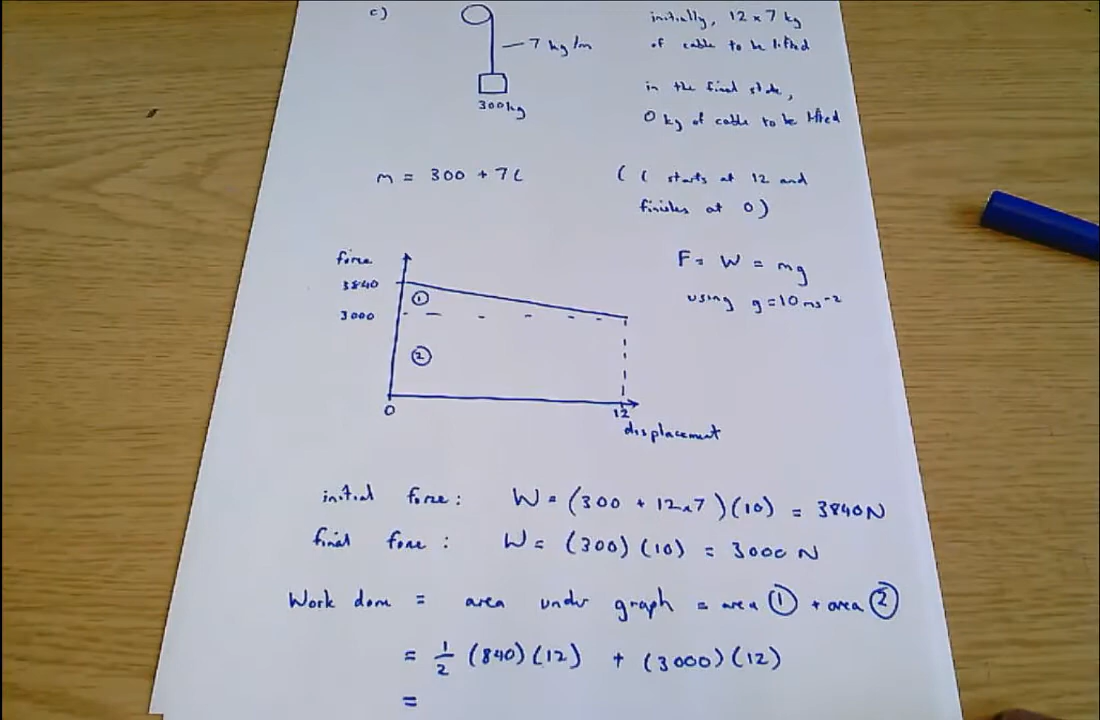 c)
initially, 12 × 7 kg
of cable to be lifted
7 kg/m
in the final state,
300kg
0 kg of cable to be lifted
m = 300 + 7l
( l starts at 12 and
finishes at 0 )
force
F = W = mg
3840
using g = 10 ms⁻²
①
3000
②
0
12
displacement
initial force : W = (300 + 12×7)(10) = 3840N
final force : W = (300)(10) = 3000 N
Work done = area under graph = area ① + area ②
= 1/2 (840)(12) + (3000)(12)
=